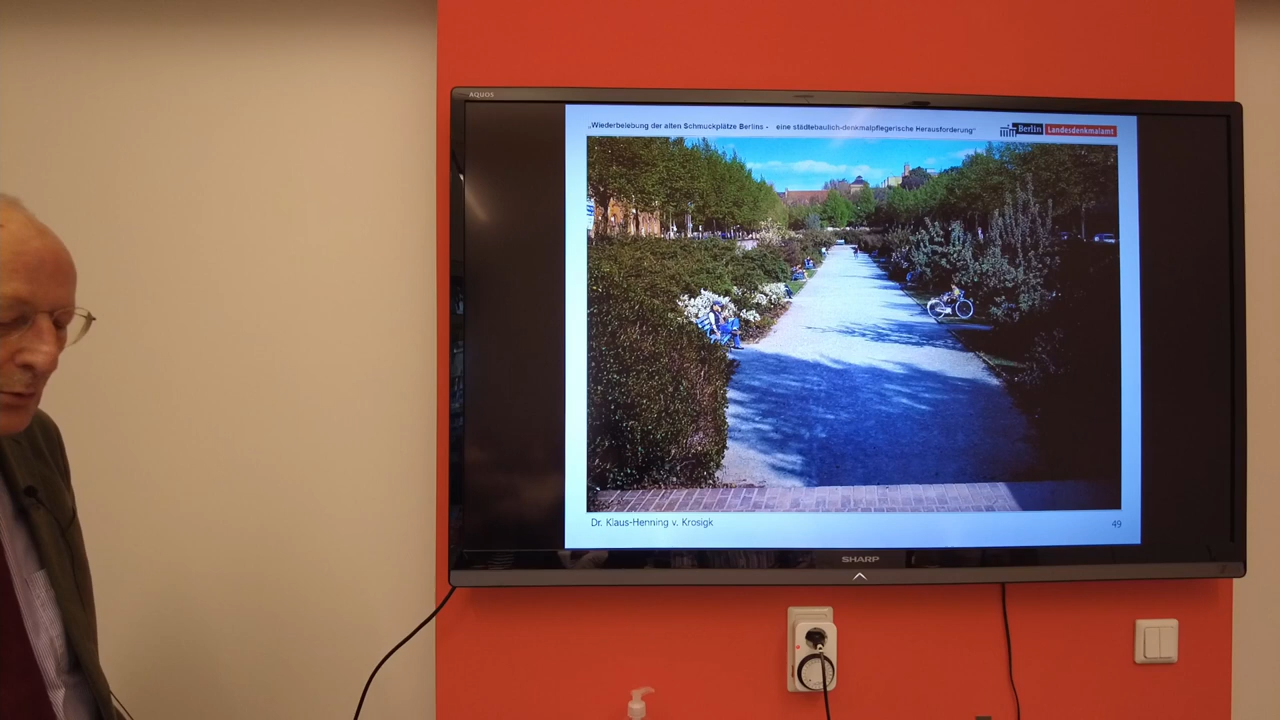 AQUOS
„Wiederbelebung der alten Schmuckplätze Berlins - eine städtebaulich-denkmalpflegerische Herausforderung“
Berlin Landesdenkmalamt
Dr. Klaus-Henning v. Krosigk
49
SHARP